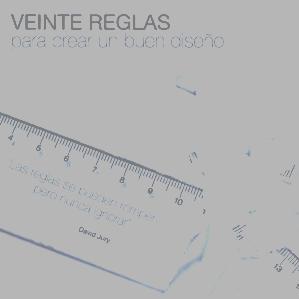 VEINTE REGLAS
para crear un buen diseño
4 5 6 7 8 9 10
"Las reglas se pueden romper,
pero nunca ignorar"
David Jury
13